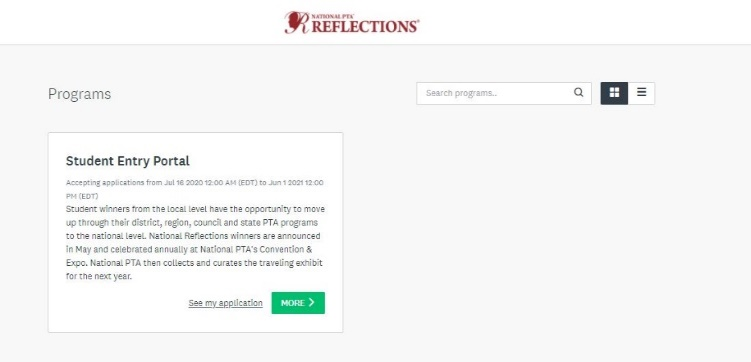 NATIONAL PTA
REFLECTIONS®
Programs
Search programs..
Student Entry Portal
Accepting applications from Jul 16 2020 12:00 AM (EDT) to Jun 1 2021 12:00
PM (EDT)
Student winners from the local level have the opportunity to move
up through their district, region, council and state PTA programs
to the national level. National Reflections winners are announced
in May and celebrated annually at National PTA's Convention &
Expo. National PTA then collects and curates the traveling exhibit
for the next year.
See my application
MORE